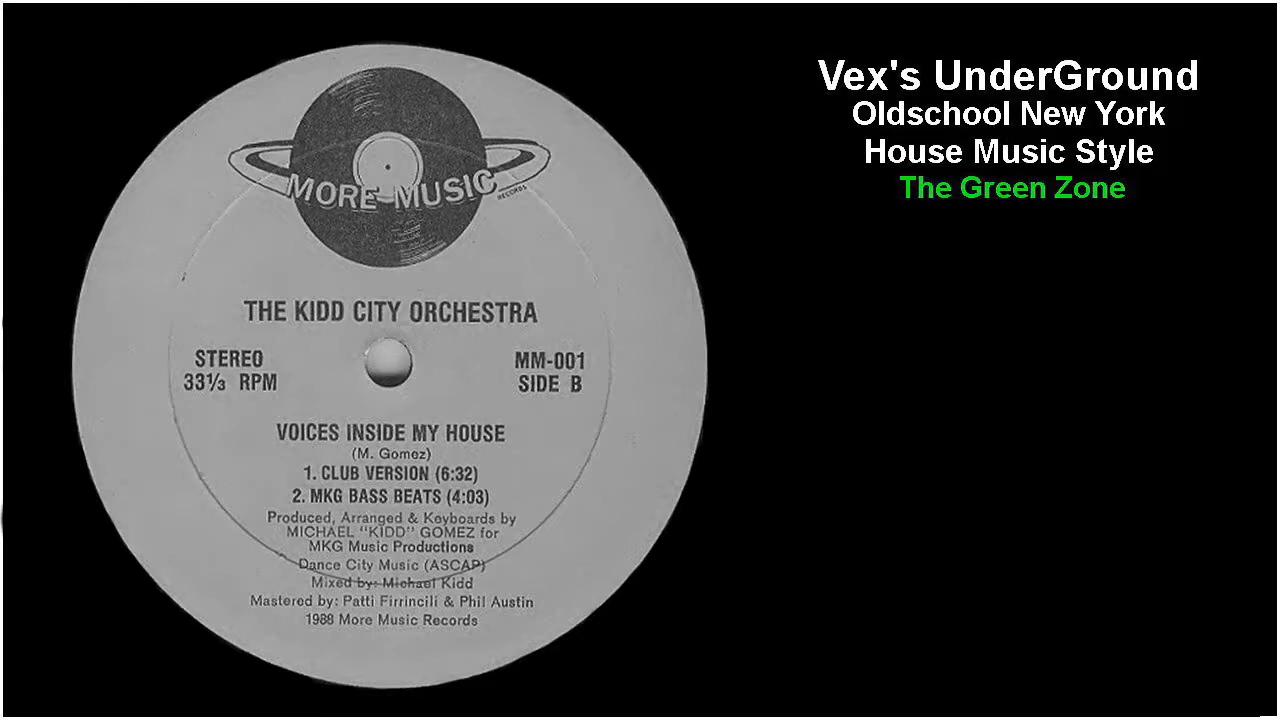 Vex's UnderGround
Oldschool New York
House Music Style
The Green Zone
MORE MUSIC
RECORDS
THE KIDD CITY ORCHESTRA
STEREO
33⅓ RPM
MM-001
SIDE B
VOICES INSIDE MY HOUSE
(M. Gomez)
1. CLUB VERSION (6:32)
2. MKG BASS BEATS (4:03)
Produced, Arranged & Keyboards by
MICHAEL "KIDD" GOMEZ for
MKG Music Productions
Dance City Music (ASCAP)
Mixed by: Michael Kidd
Mastered by: Patti Firrincili & Phil Austin
1988 More Music Records